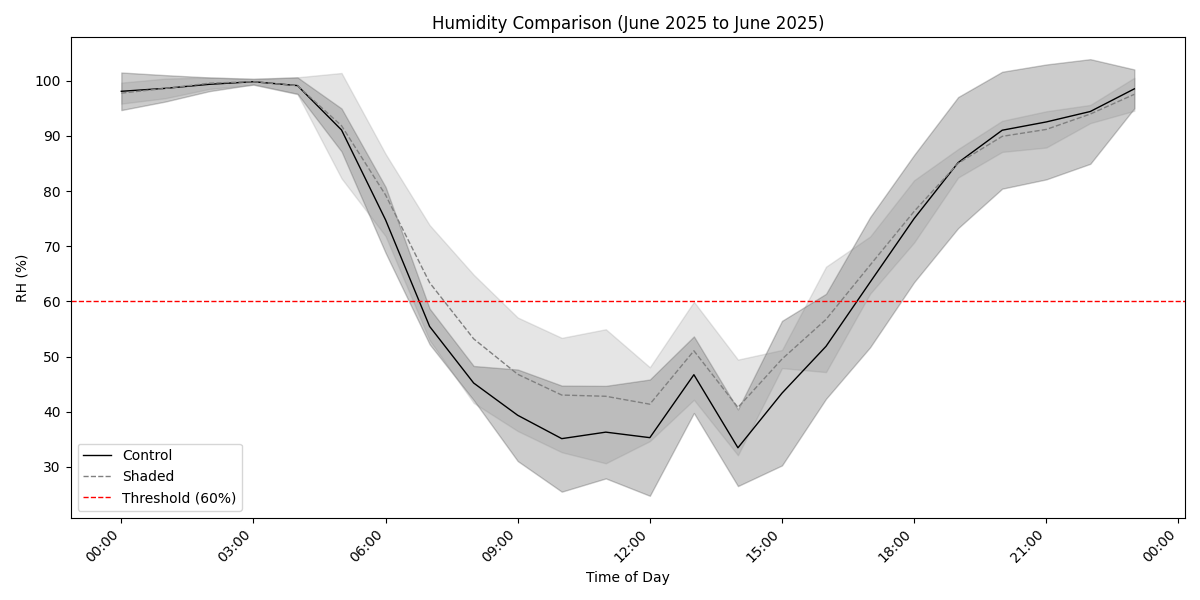 Humidity Comparison (June 2025 to June 2025)
RH (%)
100
90
80
70
60
50
40
30
Control
Shaded
Threshold (60%)
00:00
03:00
06:00
09:00
12:00
15:00
18:00
21:00
00:00
Time of Day